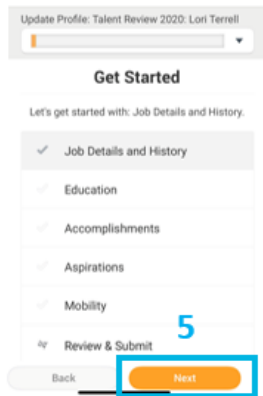 Update Profile: Talent Review 2020: Lori Terrell
Get Started
Let's get started with: Job Details and History.
Job Details and History
Education
Accomplishments
Aspirations
Mobility
5
Review & Submit
Back
Next